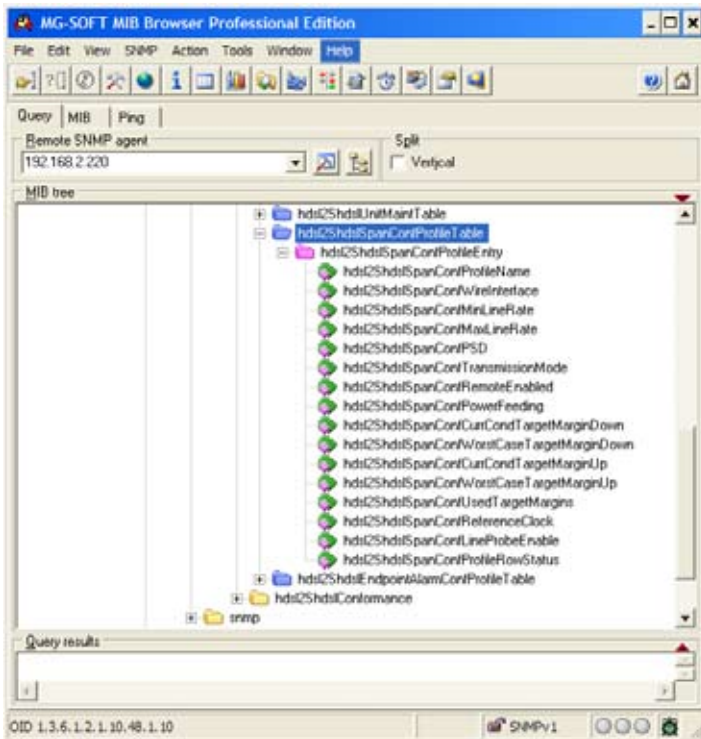 MG-SOFT MIB Browser Professional Edition
File Edit View SNMP Action Tools Window Help
Query MIB Ping
Remote SNMP agent
Split
192.168.2.220
Vertical
MIB tree
hdsl2ShdslUnitMaintTable
hdsl2ShdslSpanConfProfileTable
hdsl2ShdslSpanConfProfileEntry
hdsl2ShdslSpanConfProfileName
hdsl2ShdslSpanConfWireInterface
hdsl2ShdslSpanConfMinLineRate
hdsl2ShdslSpanConfMaxLineRate
hdsl2ShdslSpanConfPSD
hdsl2ShdslSpanConfTransmissionMode
hdsl2ShdslSpanConfRemoteEnabled
hdsl2ShdslSpanConfPowerFeeding
hdsl2ShdslSpanConfCurrCondTargetMarginDown
hdsl2ShdslSpanConfWorstCaseTargetMarginDown
hdsl2ShdslSpanConfCurrCondTargetMarginUp
hdsl2ShdslSpanConfWorstCaseTargetMarginUp
hdsl2ShdslSpanConfUsedTargetMargins
hdsl2ShdslSpanConfReferenceClock
hdsl2ShdslSpanConfLineProbeEnable
hdsl2ShdslSpanConfProfileRowStatus
hdsl2ShdslEndpointAlarmConfProfileTable
hdsl2ShdslConformance
snmp
Query results
OID 1.3.6.1.2.1.10.48.1.10
SNMPv1